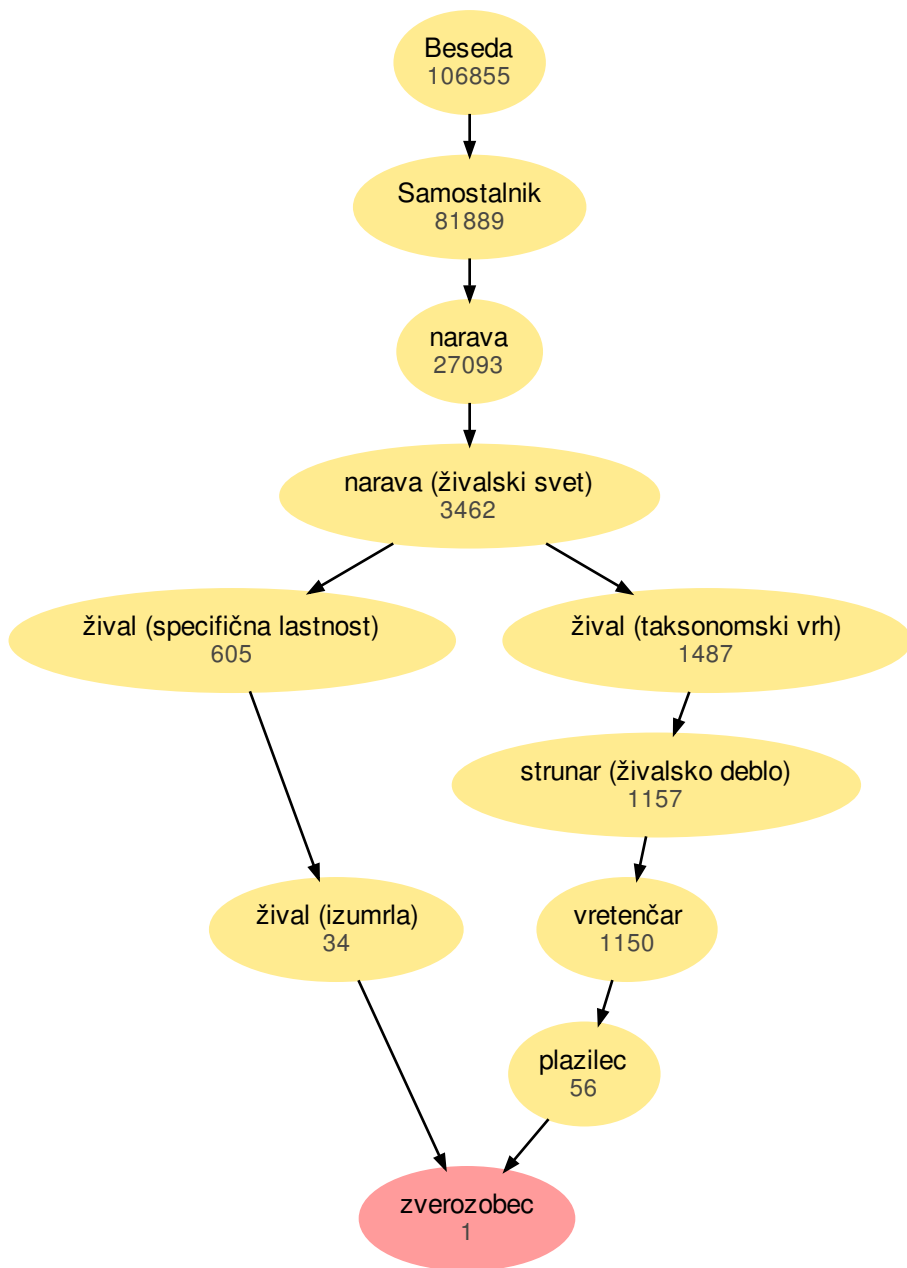 Beseda
106855
Samostalnik
81889
narava
27093
narava (živalski svet)
3462
žival (specifična lastnost)
605
žival (taksonomski vrh)
1487
strunar (živalsko deblo)
1157
žival (izumrla)
34
vretenčar
1150
plazilec
56
zverozobec
1